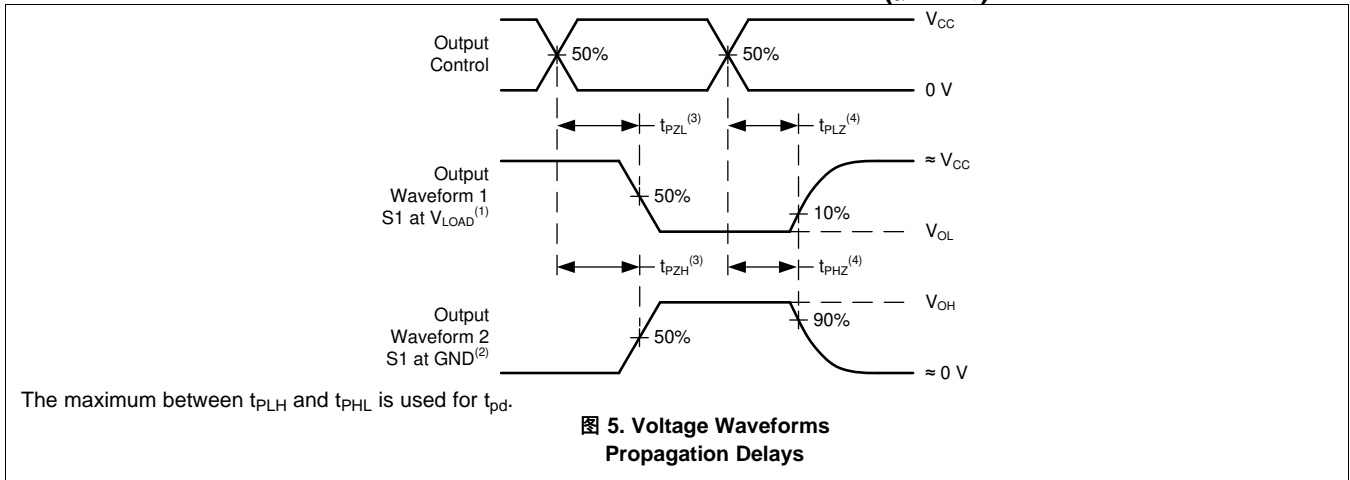 V_CC
Output
Control
50%
50%
0 V
t_PZL^(3)
t_PLZ^(4)
≈ V_CC
Output
Waveform 1
S1 at V_LOAD^(1)
50%
10%
V_OL
t_PZH^(3)
t_PHZ^(4)
V_OH
Output
Waveform 2
S1 at GND^(2)
50%
90%
≈ 0 V
The maximum between t_PLH and t_PHL is used for t_pd.
图 5. Voltage Waveforms
Propagation Delays